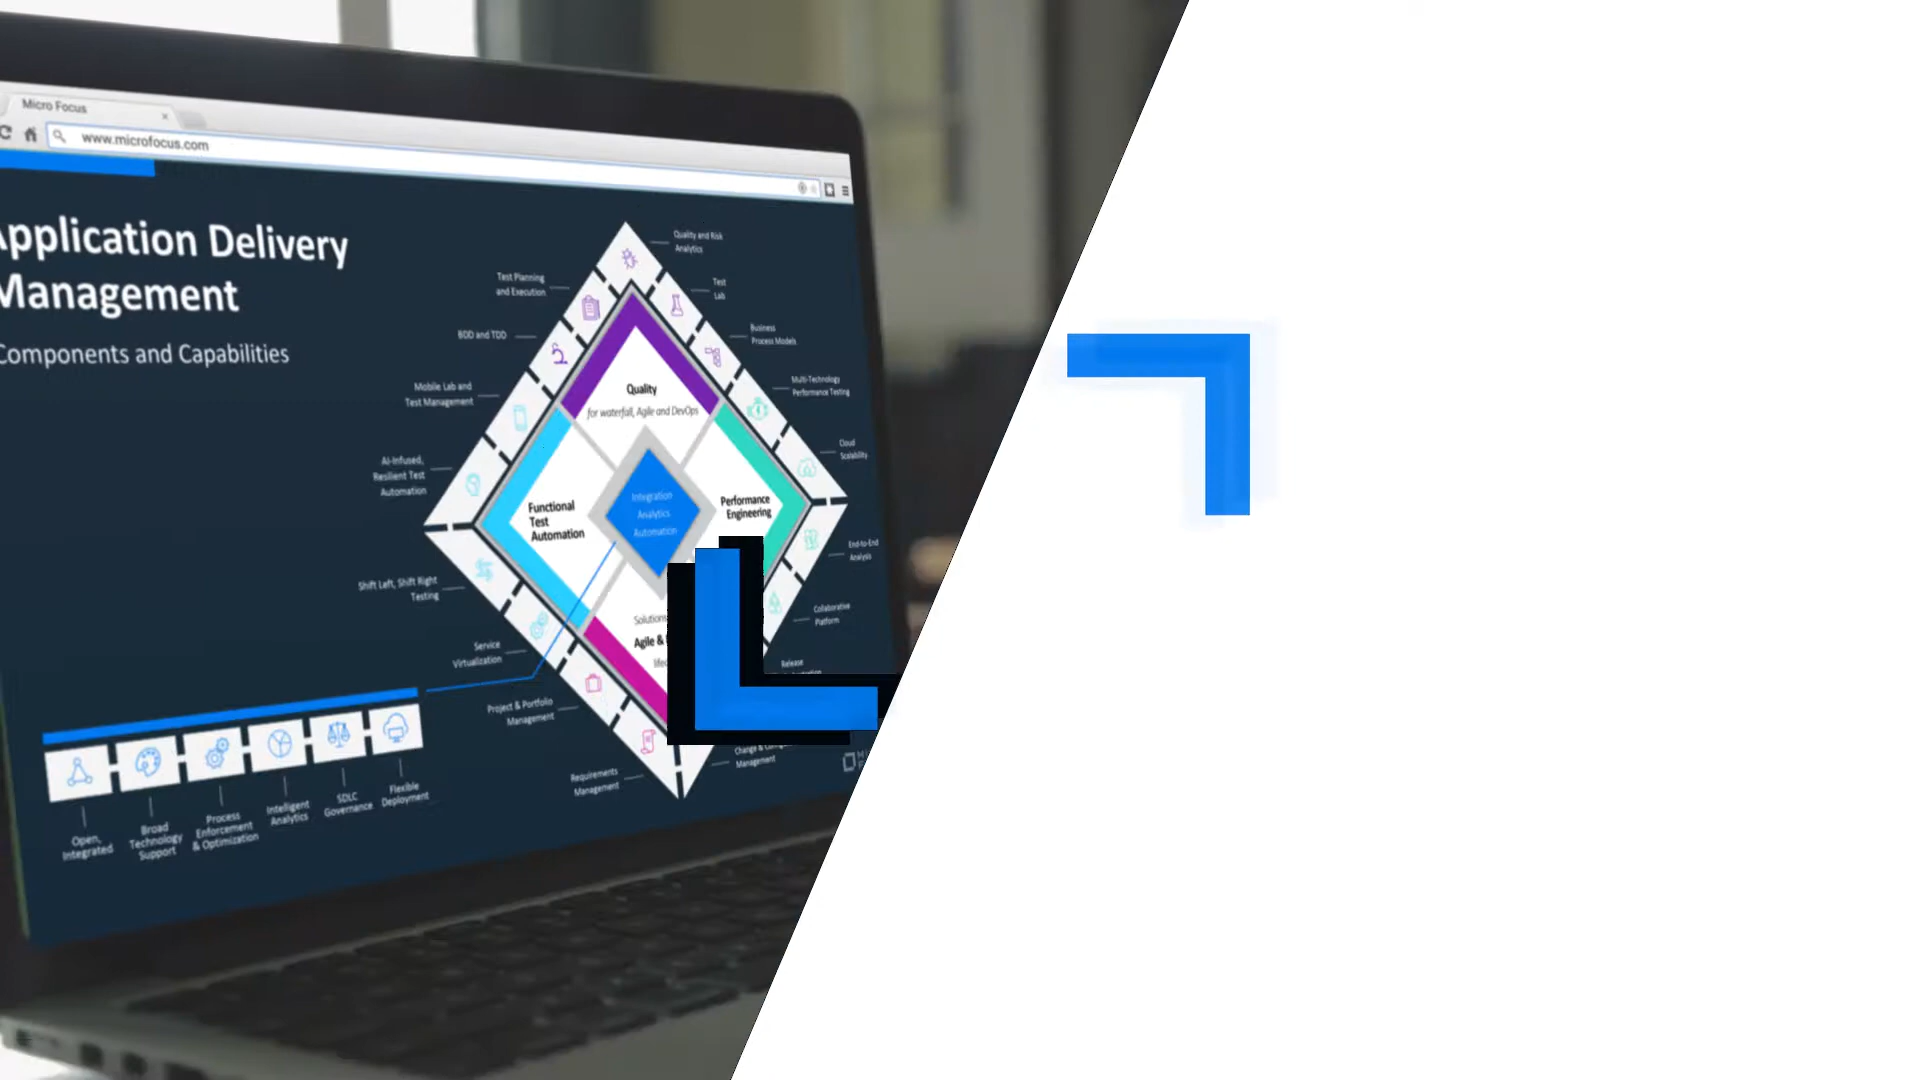 Micro Focus
www.microfocus.com
Application Delivery
Management
Components and Capabilities
Quality and Risk
Analytics
Test Planning
and Execution
Test
Lab
BDD and TDD
Business
Process Models
Mobile Lab and
Test Management
Multi-Technology
Performance Testing
Quality
for waterfall, Agile and DevOps
AI-Infused,
Resilient Test
Automation
Cloud
Scalability
Functional
Test
Automation
Integration
Analytics
Automation
Performance
Engineering
End-to-End
Analysis
Shift Left, Shift Right
Testing
Collaborative
Platform
Solutions
Agile &
Service
Virtualization
Release
Project & Portfolio
Management
Change &
Management
Requirements
Management
Open,
Integrated
Broad
Technology
Support
Process
Enforcement
& Optimization
Intelligent
Analytics
SDLC
Governance
Flexible
Deployment